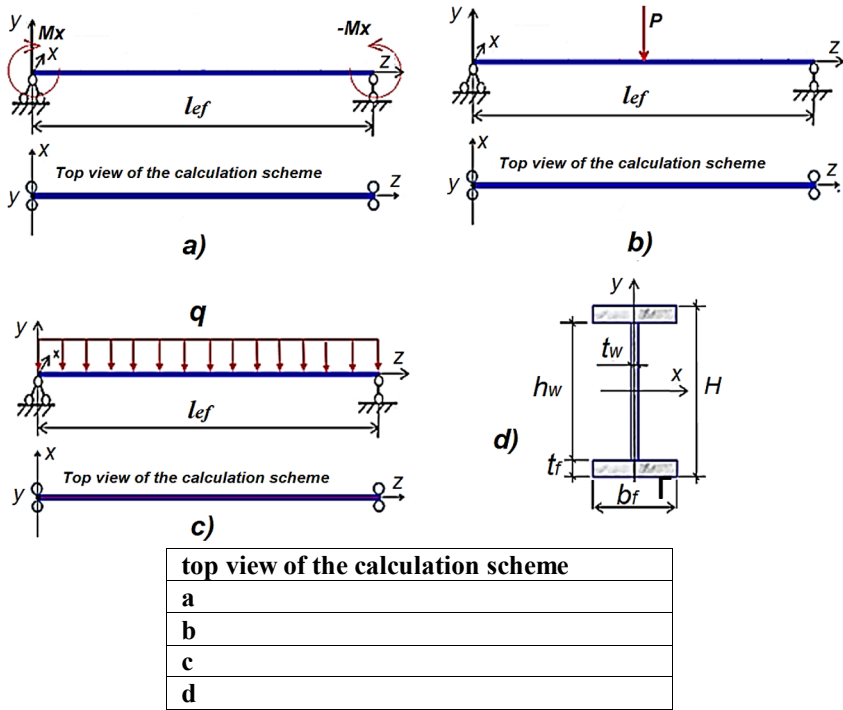 y
Mx
x
-Mx
z
lef
x
Top view of the calculation scheme
y
z
a)
y
x
P
z
lef
x
Top view of the calculation scheme
y
z
b)
q
y
x
z
lef
x
Top view of the calculation scheme
y
z
c)
y
tw
x
hw
H
d)
tf
bf
top view of the calculation scheme
a
b
c
d